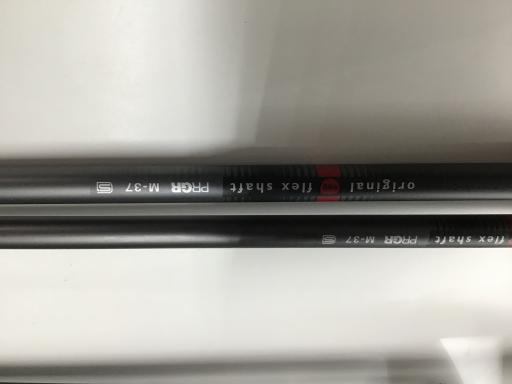 original flex shaft PRGR M-37 S
flex shaft PRGR M-37 S